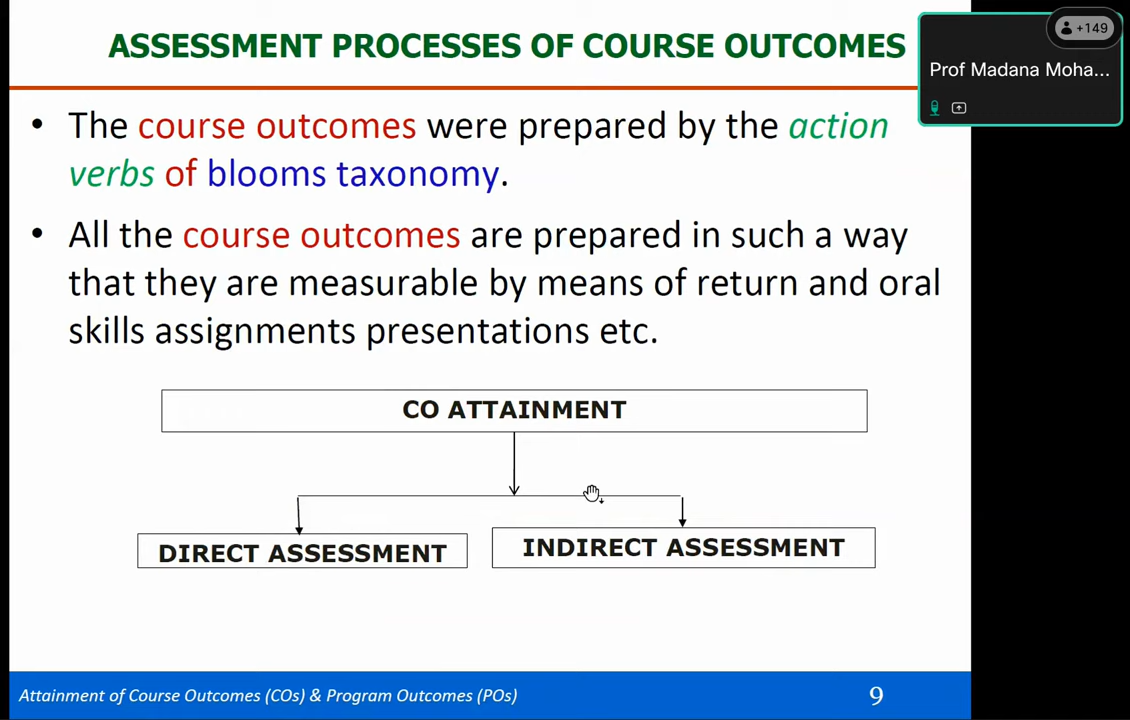 ASSESSMENT PROCESSES OF COURSE OUTCOMES
+149
Prof Madana Moha...
• The course outcomes were prepared by the action
verbs of blooms taxonomy.
• All the course outcomes are prepared in such a way
that they are measurable by means of return and oral
skills assignments presentations etc.
CO ATTAINMENT
DIRECT ASSESSMENT
INDIRECT ASSESSMENT
Attainment of Course Outcomes (COs) & Program Outcomes (POs)
9